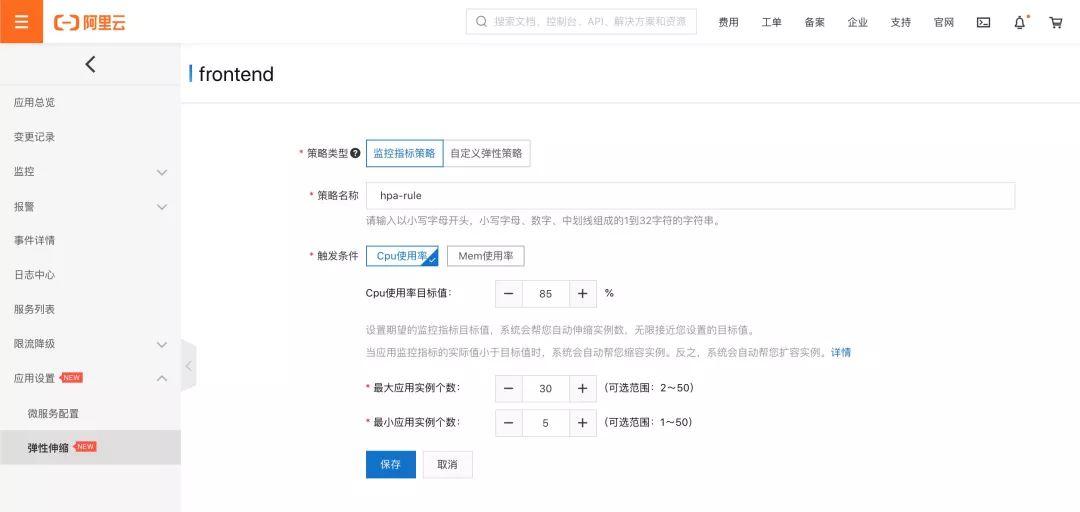 阿里云
搜索文档、控制台、API、解决方案和资源
费用 工单 备案 企业 支持 官网
frontend
应用总览
变更记录
监控
报警
事件详情
日志中心
服务列表
限流降级
应用设置 NEW
微服务配置
弹性伸缩 NEW
* 策略类型 ? 监控指标策略 自定义弹性策略
* 策略名称 hpa-rule
请输入以小写字母开头，小写字母、数字、中划线组成的1到32字符的字符串。
* 触发条件 Cpu使用率 Mem使用率
Cpu使用率目标值： － 85 ＋ %
设置期望的监控指标目标值，系统会帮您自动伸缩实例数，无限接近您设置的目标值。
当应用监控指标的实际值小于目标值时，系统会自动帮您缩容实例。反之，系统会自动帮您扩容实例。详情
* 最大应用实例个数： － 30 ＋ (可选范围：2～50)
* 最小应用实例个数： － 5 ＋ (可选范围：1～50)
保存 取消